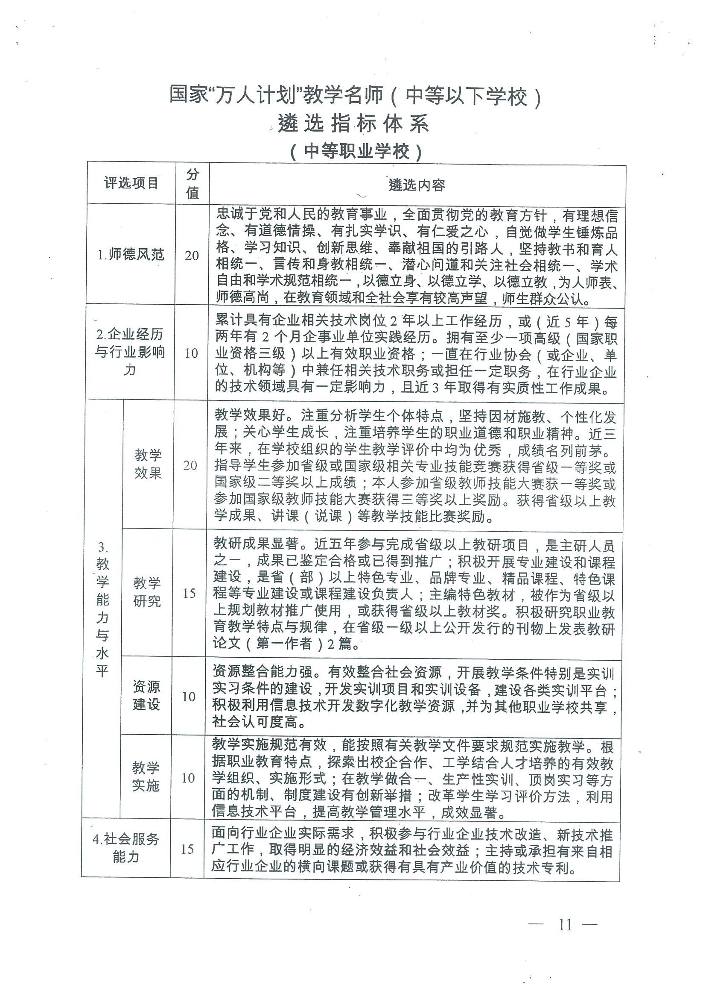 国家“万人计划”教学名师（中等以下学校）
遴选指标体系
（中等职业学校）
评选项目
分
值
遴选内容
1.师德风范
20
忠诚于党和人民的教育事业，全面贯彻党的教育方针，有理想信
念、有道德情操、有扎实学识、有仁爱之心，自觉做学生锤炼品
格、学习知识、创新思维、奉献祖国的引路人，坚持教书和育人
相统一、言传和身教相统一、潜心问道和关注社会相统一、学术
自由和学术规范相统一，以德立身、以德立学、以德立教，为人师表、
师德高尚，在教育领域和全社会享有较高声望，师生群众公认。
2.企业经历
与行业影响
力
10
累计具有企业相关技术岗位2年以上工作经历，或（近5年）每
两年有2个月企事业单位实践经历。拥有至少一项高级（国家职
业资格三级）以上有效职业资格；一直在行业协会（或企业、单
位、机构等）中兼任相关技术职务或担任一定职务，在行业企业
的技术领域具有一定影响力，且近3年取得有实质性工作成果。
3.
教
学
能
力
与
水
平
教学
效果
20
教学效果好。注重分析学生个体特点，坚持因材施教、个性化发
展；关心学生成长，注重培养学生的职业道德和职业精神。近三
年来，在学校组织的学生教学评价中均为优秀，成绩名列前茅。
指导学生参加省级或国家级相关专业技能竞赛获得省级一等奖或
国家级二等奖以上成绩；本人参加省级教师技能大赛获一等奖或
参加国家级教师技能大赛获得三等奖以上奖励。获得省级以上教
学成果、讲课（说课）等教学技能比赛奖励。
教学
研究
15
教研成果显著。近五年参与完成省级以上教研项目，是主研人员
之一，成果已鉴定合格或已得到推广；积极开展专业建设和课程
建设，是省（部）以上特色专业、品牌专业、精品课程、特色课
程等专业建设或课程建设负责人；主编特色教材，被作为省级以
上规划教材推广使用，或获得省级以上教材奖。积极研究职业教
育教学特点与规律，在省级一级以上公开发行的刊物上发表教研
论文（第一作者）2篇。
资源
建设
10
资源整合能力强。有效整合社会资源，开展教学条件特别是实训
实习条件的建设，开发实训项目和实训设备，建设各类实训平台；
积极利用信息技术开发数字化教学资源，并为其他职业学校共享，
社会认可度高。
教学
实施
10
教学实施规范有效，能按照有关教学文件要求规范实施教学。根
据职业教育特点，探索出校企合作、工学结合人才培养的有效教
学组织、实施形式；在教学做合一、生产性实训、顶岗实习等方
面的机制、制度建设有创新举措；改革学生学习评价方法，利用
信息技术平台，提高教学管理水平，成效显著。
4.社会服务
能力
15
面向行业企业实际需求，积极参与行业企业技术改造、新技术推
广工作，取得明显的经济效益和社会效益；主持或承担有来自相
应行业企业的横向课题或获得有具有产业价值的技术专利。
— 11 —